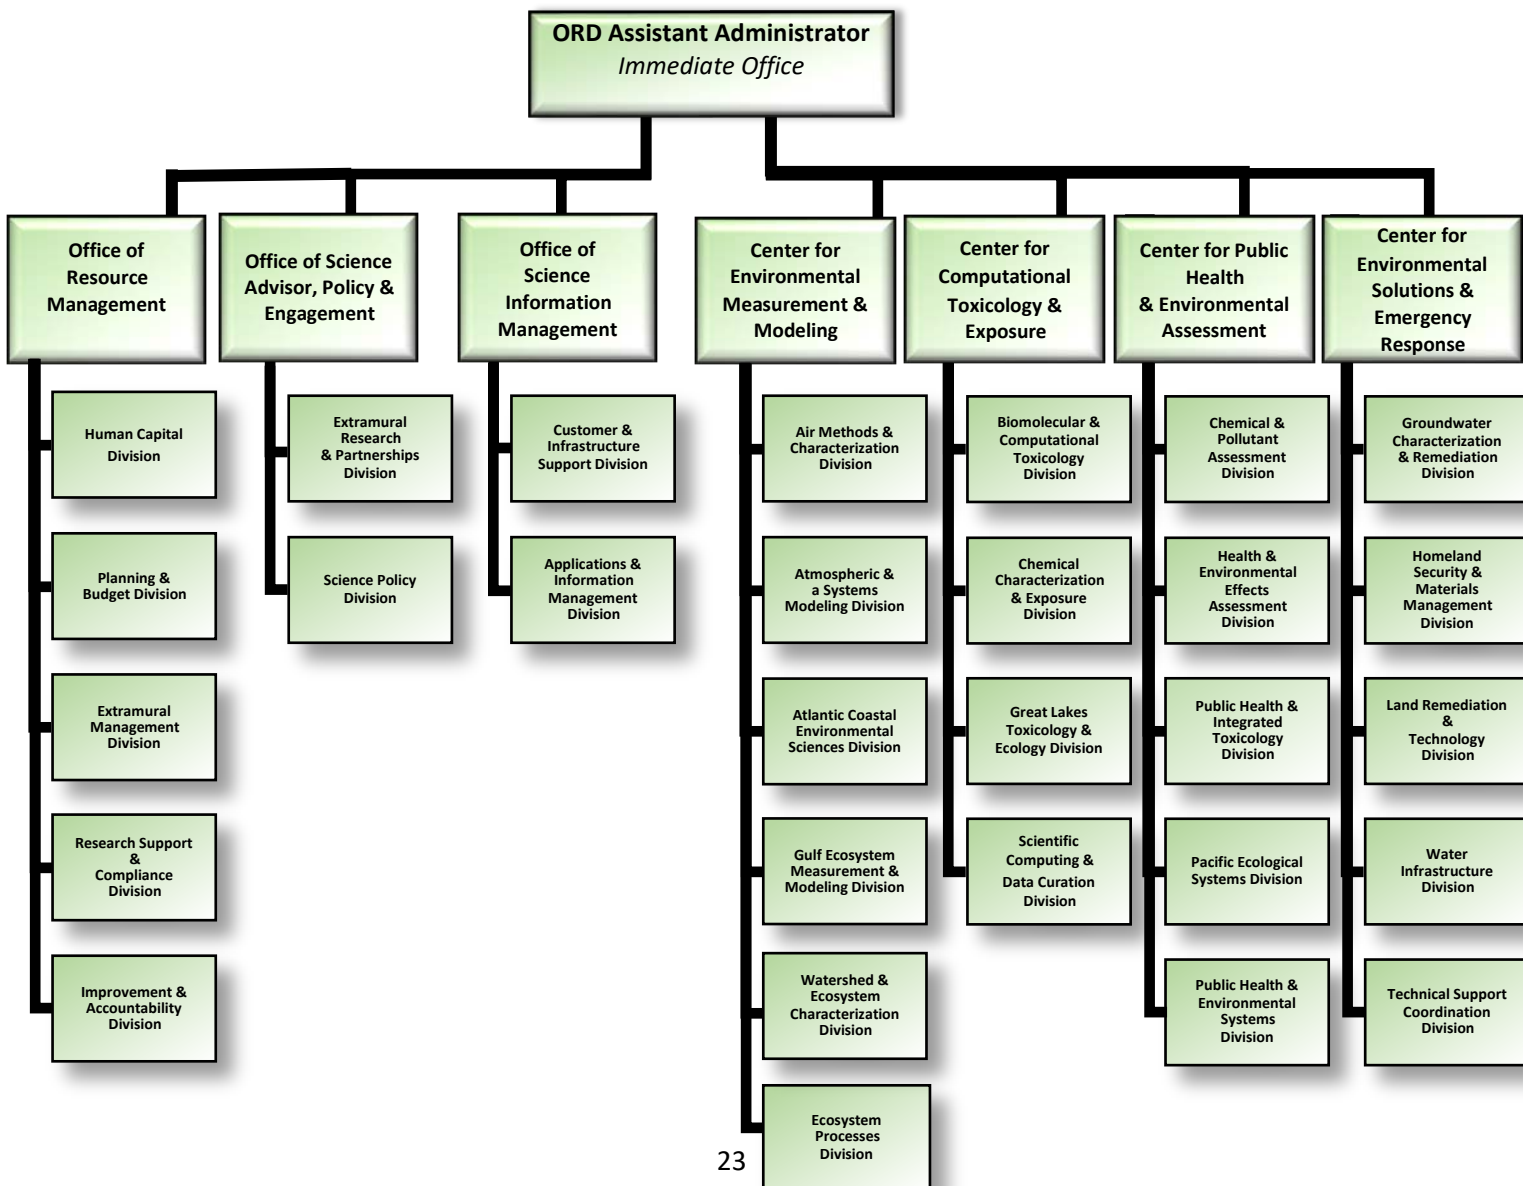 ORD Assistant Administrator
Immediate Office
Office of
Resource
Management
Office of Science
Advisor, Policy &
Engagement
Office of
Science
Information
Management
Center for
Environmental
Measurement &
Modeling
Center for
Computational
Toxicology &
Exposure
Center for Public
Health
& Environmental
Assessment
Center for
Environmental
Solutions &
Emergency
Response
Human Capital
Division
Planning &
Budget Division
Extramural
Management
Division
Research Support
&
Compliance
Division
Improvement &
Accountability
Division
Extramural
Research
& Partnerships
Division
Science Policy
Division
Customer &
Infrastructure
Support Division
Applications &
Information
Management
Division
Air Methods &
Characterization
Division
Atmospheric &
a Systems
Modeling Division
Atlantic Coastal
Environmental
Sciences Division
Gulf Ecosystem
Measurement &
Modeling Division
Watershed &
Ecosystem
Characterization
Division
Ecosystem
Processes
Division
Biomolecular &
Computational
Toxicology
Division
Chemical
Characterization
& Exposure
Division
Great Lakes
Toxicology &
Ecology Division
Scientific
Computing &
Data Curation
Division
Chemical &
Pollutant
Assessment
Division
Health &
Environmental
Effects
Assessment
Division
Public Health &
Integrated
Toxicology
Division
Pacific Ecological
Systems Division
Public Health &
Environmental
Systems
Division
Groundwater
Characterization
& Remediation
Division
Homeland
Security &
Materials
Management
Division
Land Remediation
&
Technology
Division
Water
Infrastructure
Division
Technical Support
Coordination
Division
23